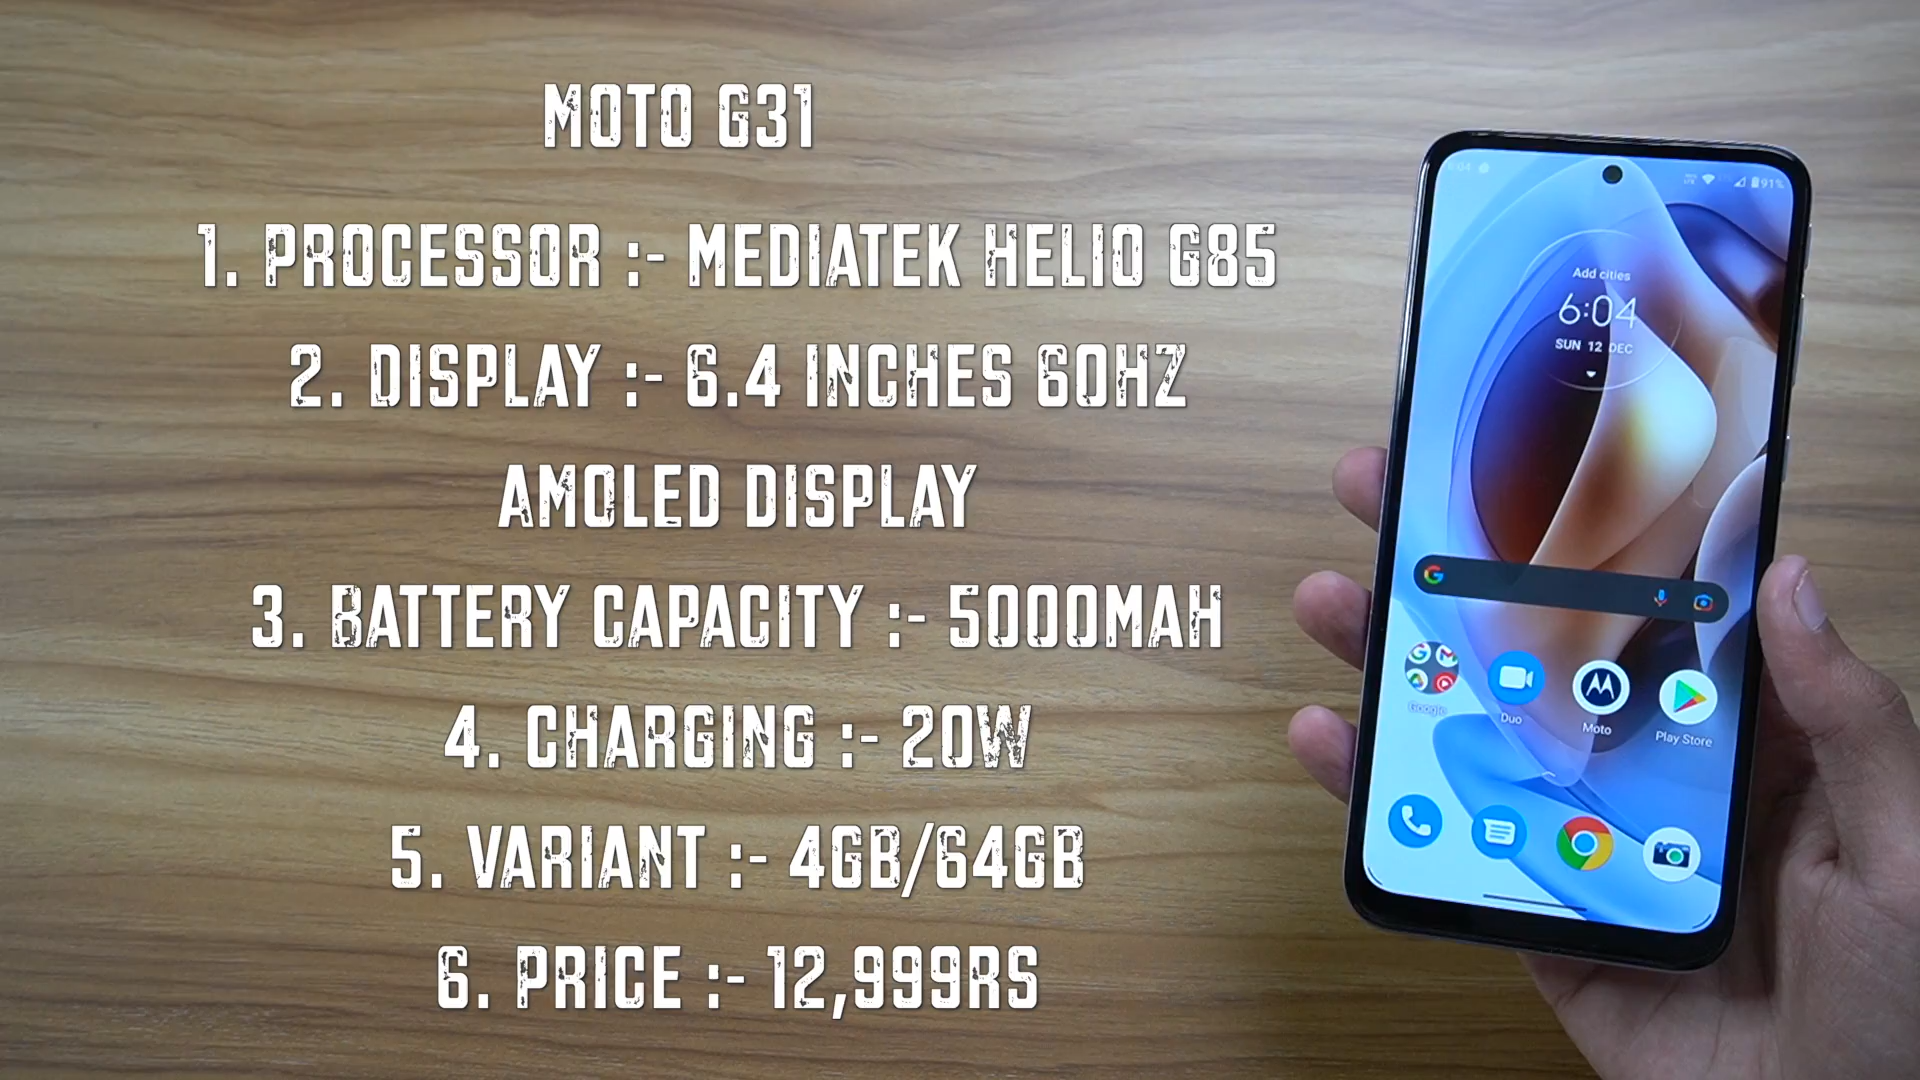 MOTO G31
1. PROCESSOR :- MEDIATEK HELIO G85
2. DISPLAY :- 6.4 INCHES 60HZ
AMOLED DISPLAY
3. BATTERY CAPACITY :- 5000MAH
4. CHARGING :- 20W
5. VARIANT :- 4GB/64GB
6. PRICE :- 12,999RS
91%
Add cities
6:04
SUN 12 DEC
Google
Duo
Moto
Play Store